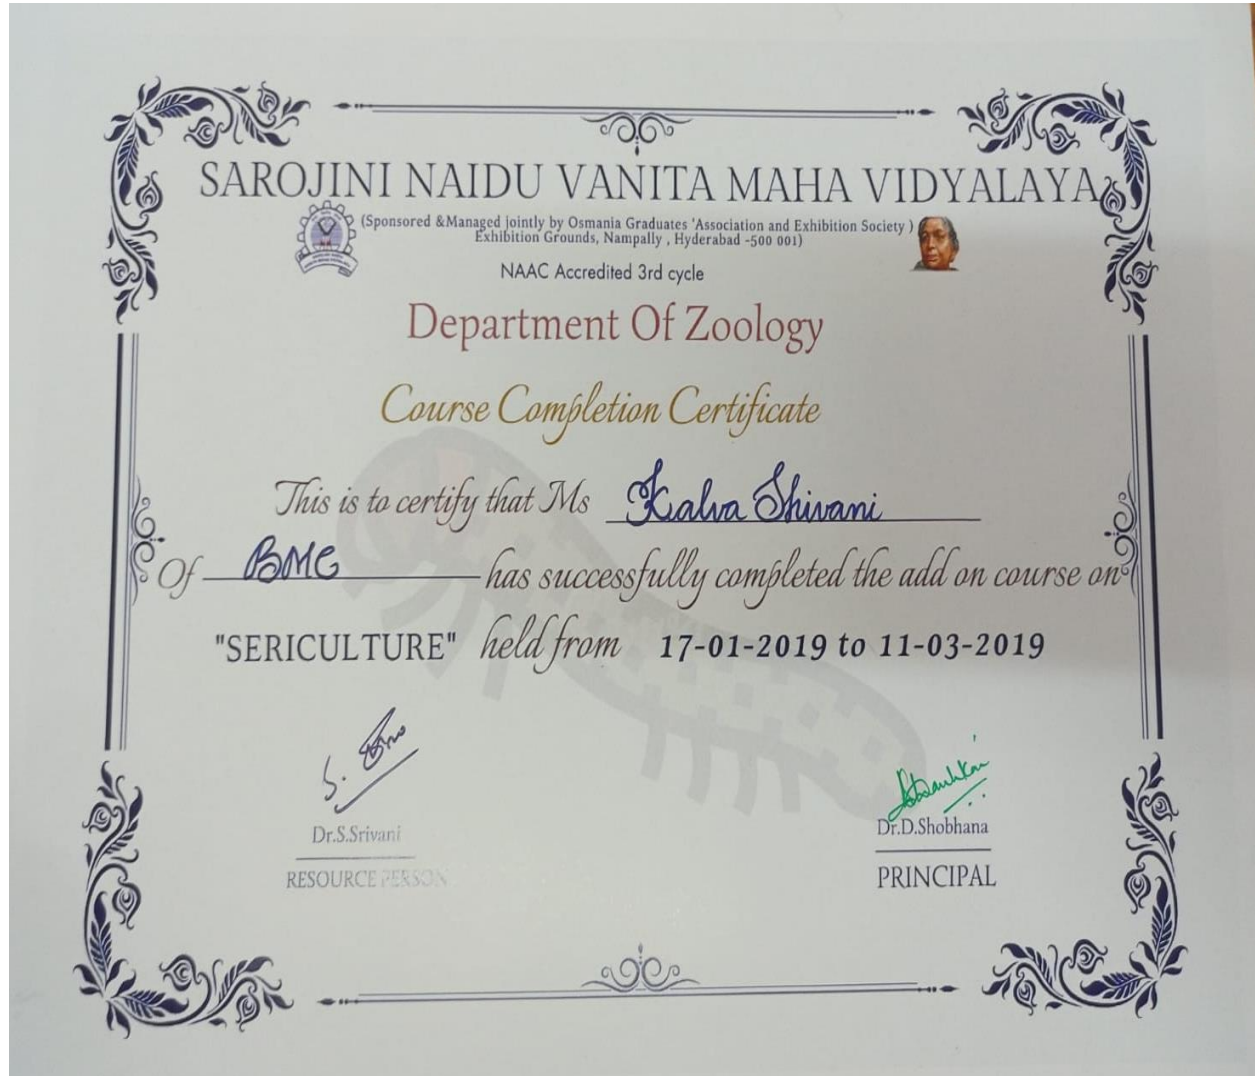 SAROJINI NAIDU VANITA MAHA VIDYALAYA
(Sponsored &Managed Jointly by Osmania Graduates 'Association and Exhibition Society )
Exhibition Grounds, Nampally , Hyderabad -500 001)
NAAC Accredited 3rd cycle
Department Of Zoology
Course Completion Certificate
This is to certify that Ms Kalva Shivani
Of BMC has successfully completed the add on course on
"SERICULTURE" held from 17-01-2019 to 11-03-2019
Dr.S.Srivani
RESOURCE PERSON
Dr.D.Shobhana
PRINCIPAL